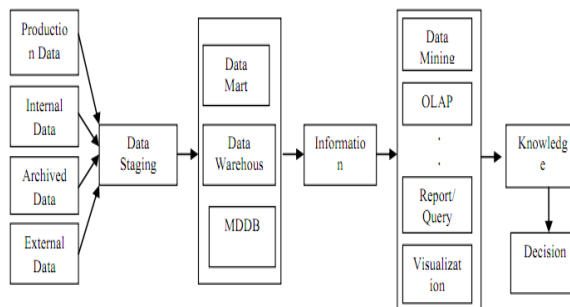 Productio
n Data
Internal
Data
Archived
Data
External
Data
Data
Staging
Data
Mart
Data
Warehous
MDDB
Informatio
n
Data
Mining
OLAP
.
.
Report/
Query
Visualizat
ion
Knowledg
e
Decision